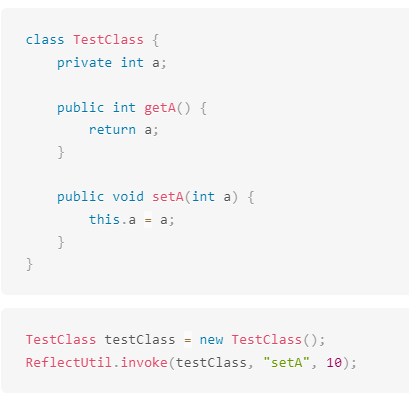 class TestClass {
    private int a;

    public int getA() {
        return a;
    }

    public void setA(int a) {
        this.a = a;
    }
}

TestClass testClass = new TestClass();
ReflectUtil.invoke(testClass, "setA", 10);